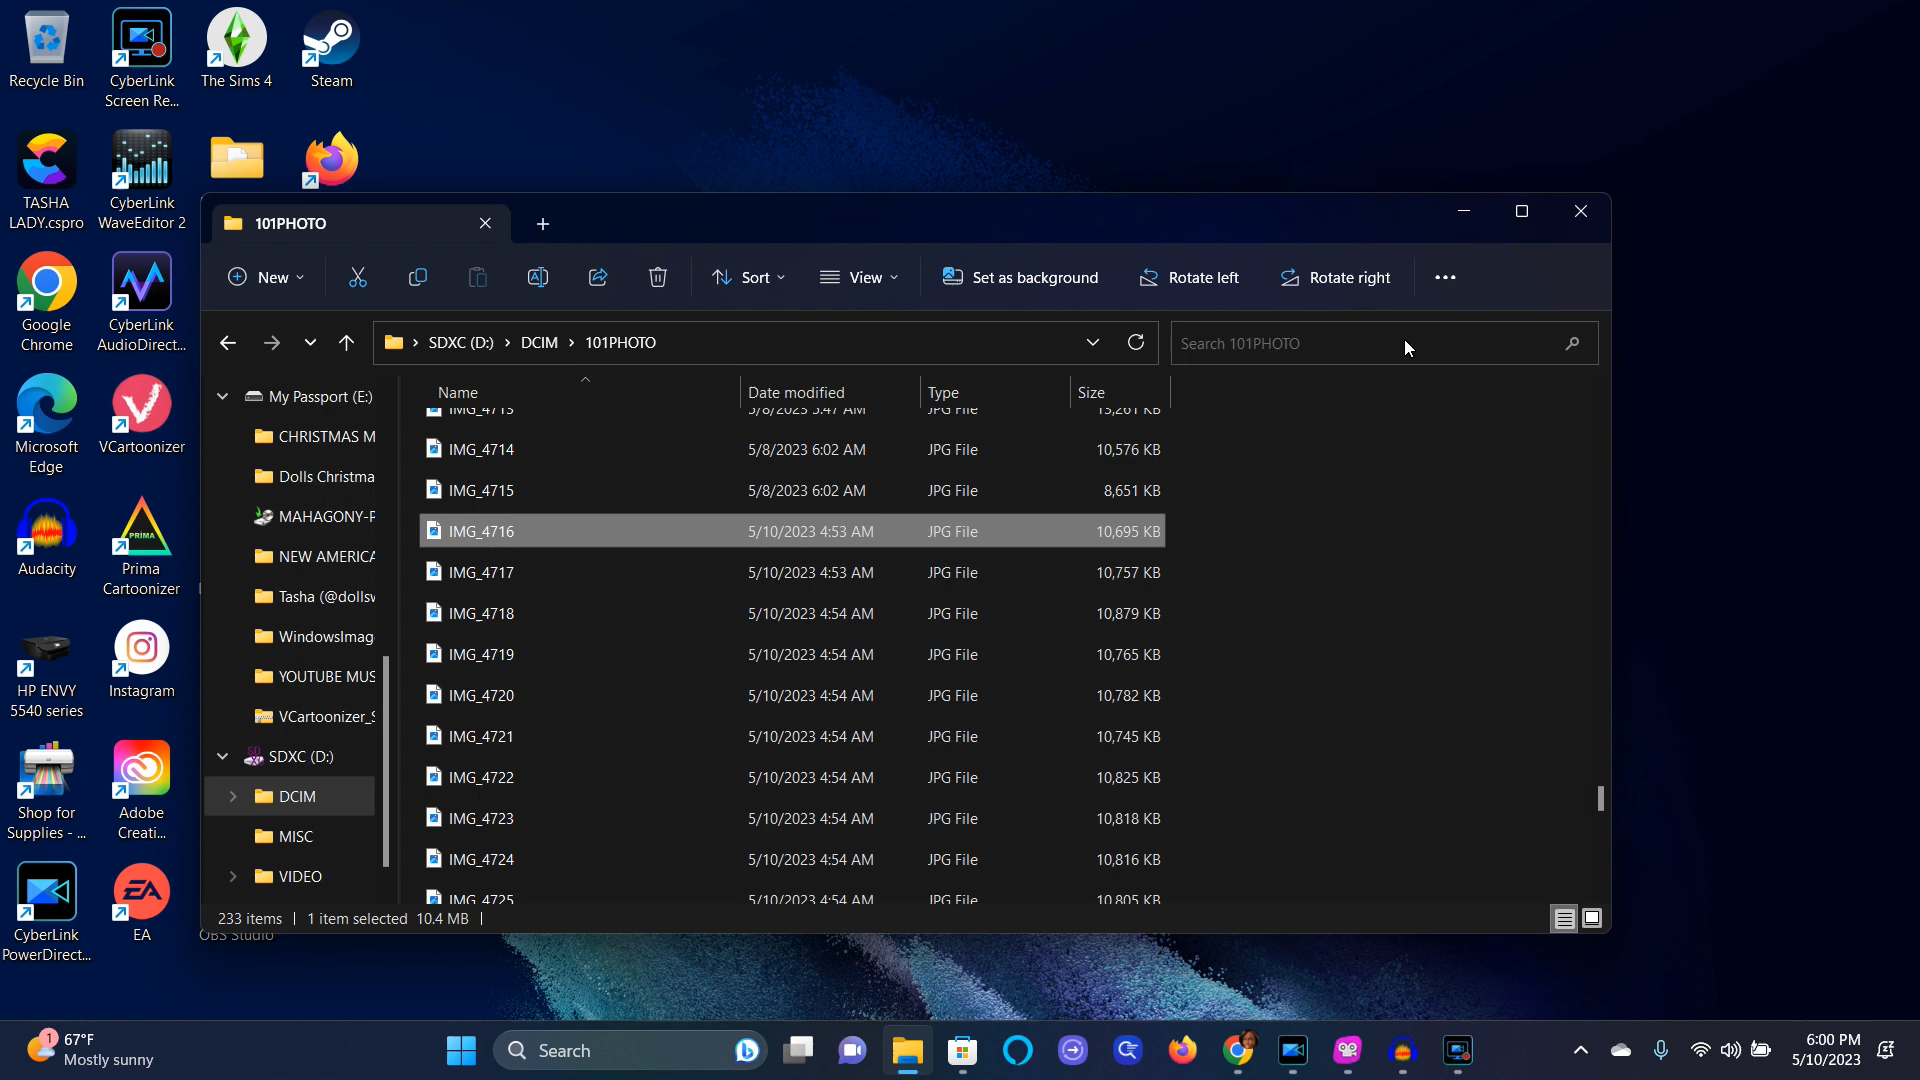 Recycle Bin
CyberLink
Screen Re...
The Sims 4
Steam
TASHA
LADY.cspro
CyberLink
WaveEditor 2
Google
Chrome
CyberLink
AudioDirect...
Microsoft
Edge
VCartoonizer
Audacity
PRIMA
Prima
Cartoonizer
HP ENVY
5540 series
Instagram
Shop for
Supplies - ...
Adobe
Creati...
CyberLink
PowerDirect...
EA
EA
OBS Studio
101PHOTO
New
Sort
View
Set as background
Rotate left
Rotate right
SDXC (D:) > DCIM > 101PHOTO
Search 101PHOTO
My Passport (E:)
CHRISTMAS M
Dolls Christma
MAHAGONY-P
NEW AMERICA
Tasha (@dollsw
WindowsImag
YOUTUBE MUS
VCartoonizer_S
SD
SDXC (D:)
DCIM
MISC
VIDEO
Name Date modified Type Size
IMG_4713 5/8/2023 5:47 AM JPG File 13,261 KB
IMG_4714 5/8/2023 6:02 AM JPG File 10,576 KB
IMG_4715 5/8/2023 6:02 AM JPG File 8,651 KB
IMG_4716 5/10/2023 4:53 AM JPG File 10,695 KB
IMG_4717 5/10/2023 4:53 AM JPG File 10,757 KB
IMG_4718 5/10/2023 4:54 AM JPG File 10,879 KB
IMG_4719 5/10/2023 4:54 AM JPG File 10,765 KB
IMG_4720 5/10/2023 4:54 AM JPG File 10,782 KB
IMG_4721 5/10/2023 4:54 AM JPG File 10,745 KB
IMG_4722 5/10/2023 4:54 AM JPG File 10,825 KB
IMG_4723 5/10/2023 4:54 AM JPG File 10,818 KB
IMG_4724 5/10/2023 4:54 AM JPG File 10,816 KB
IMG_4725 5/10/2023 4:54 AM JPG File 10,805 KB
233 items 1 item selected 10.4 MB
1
67°F
Mostly sunny
Search
6:00 PM
5/10/2023